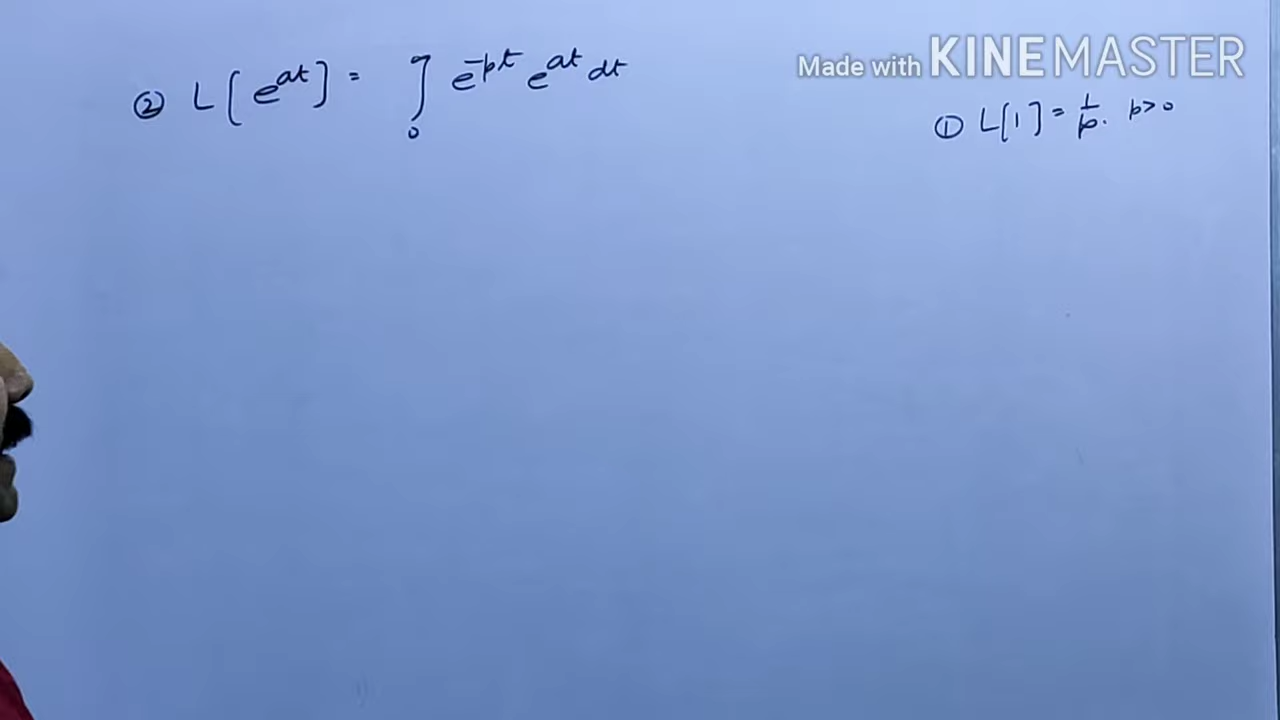 ② L[e^{at}] = ∫₀ e^{-pt} e^{at} dt
Made with KINEMASTER
① L[1] = 1/p. p>0